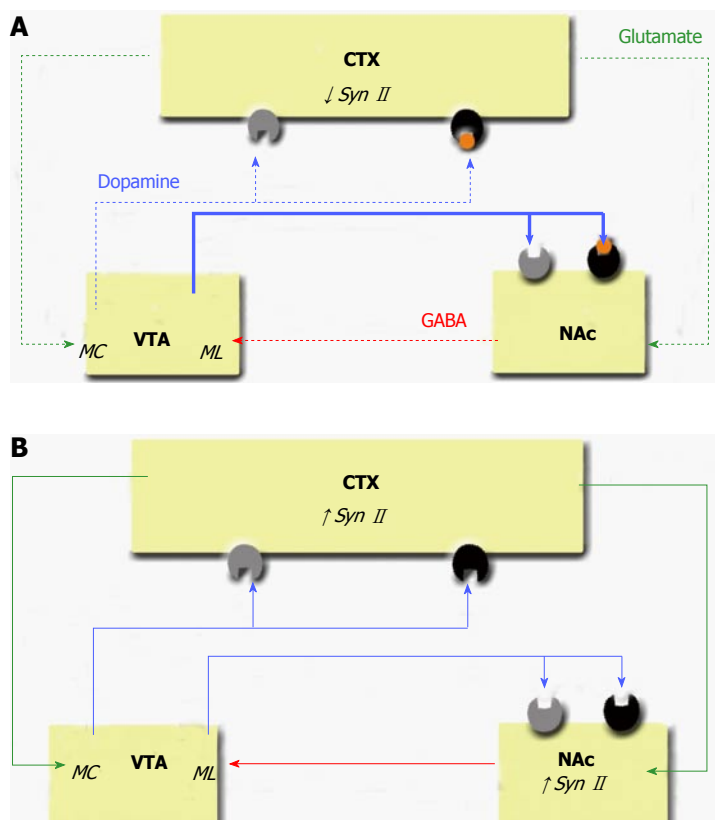 A
Glutamate
CTX
↓ Syn Ⅱ
Dopamine
GABA
VTA
NAc
MC
ML
B
CTX
↑ Syn Ⅱ
VTA
NAc
MC
ML
↑ Syn Ⅱ